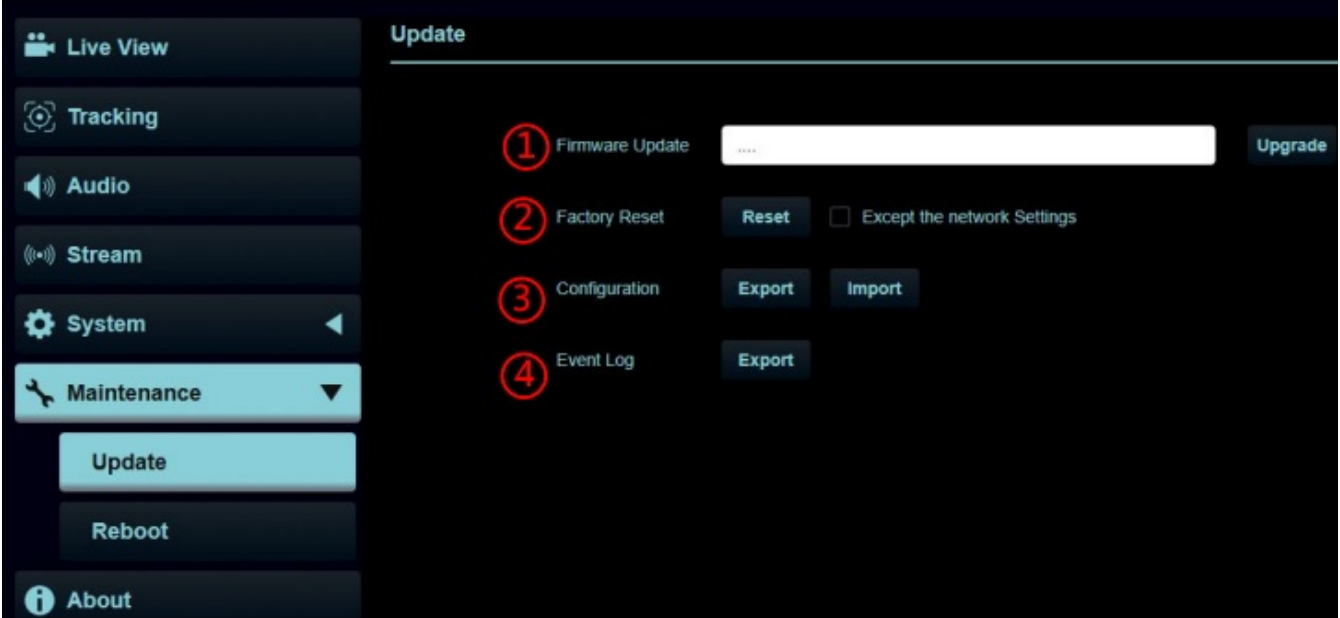 Live View
Tracking
Audio
Stream
System
Maintenance
Update
Reboot
About
Update
1 Firmware Update .... Upgrade
2 Factory Reset Reset Except the network Settings
3 Configuration Export Import
4 Event Log Export